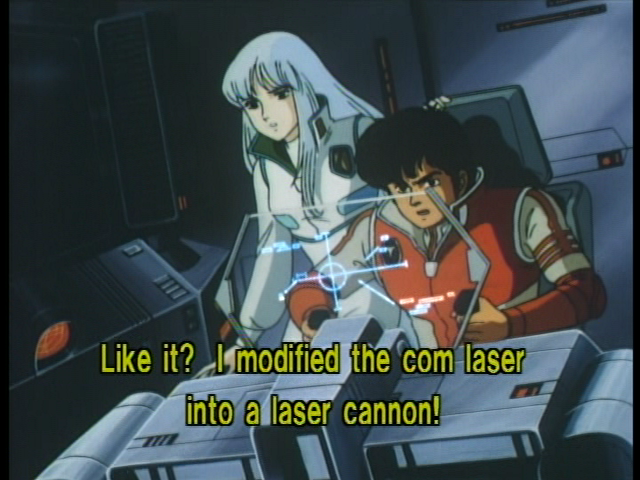 Like it?  I modified the com laser
into a laser cannon!